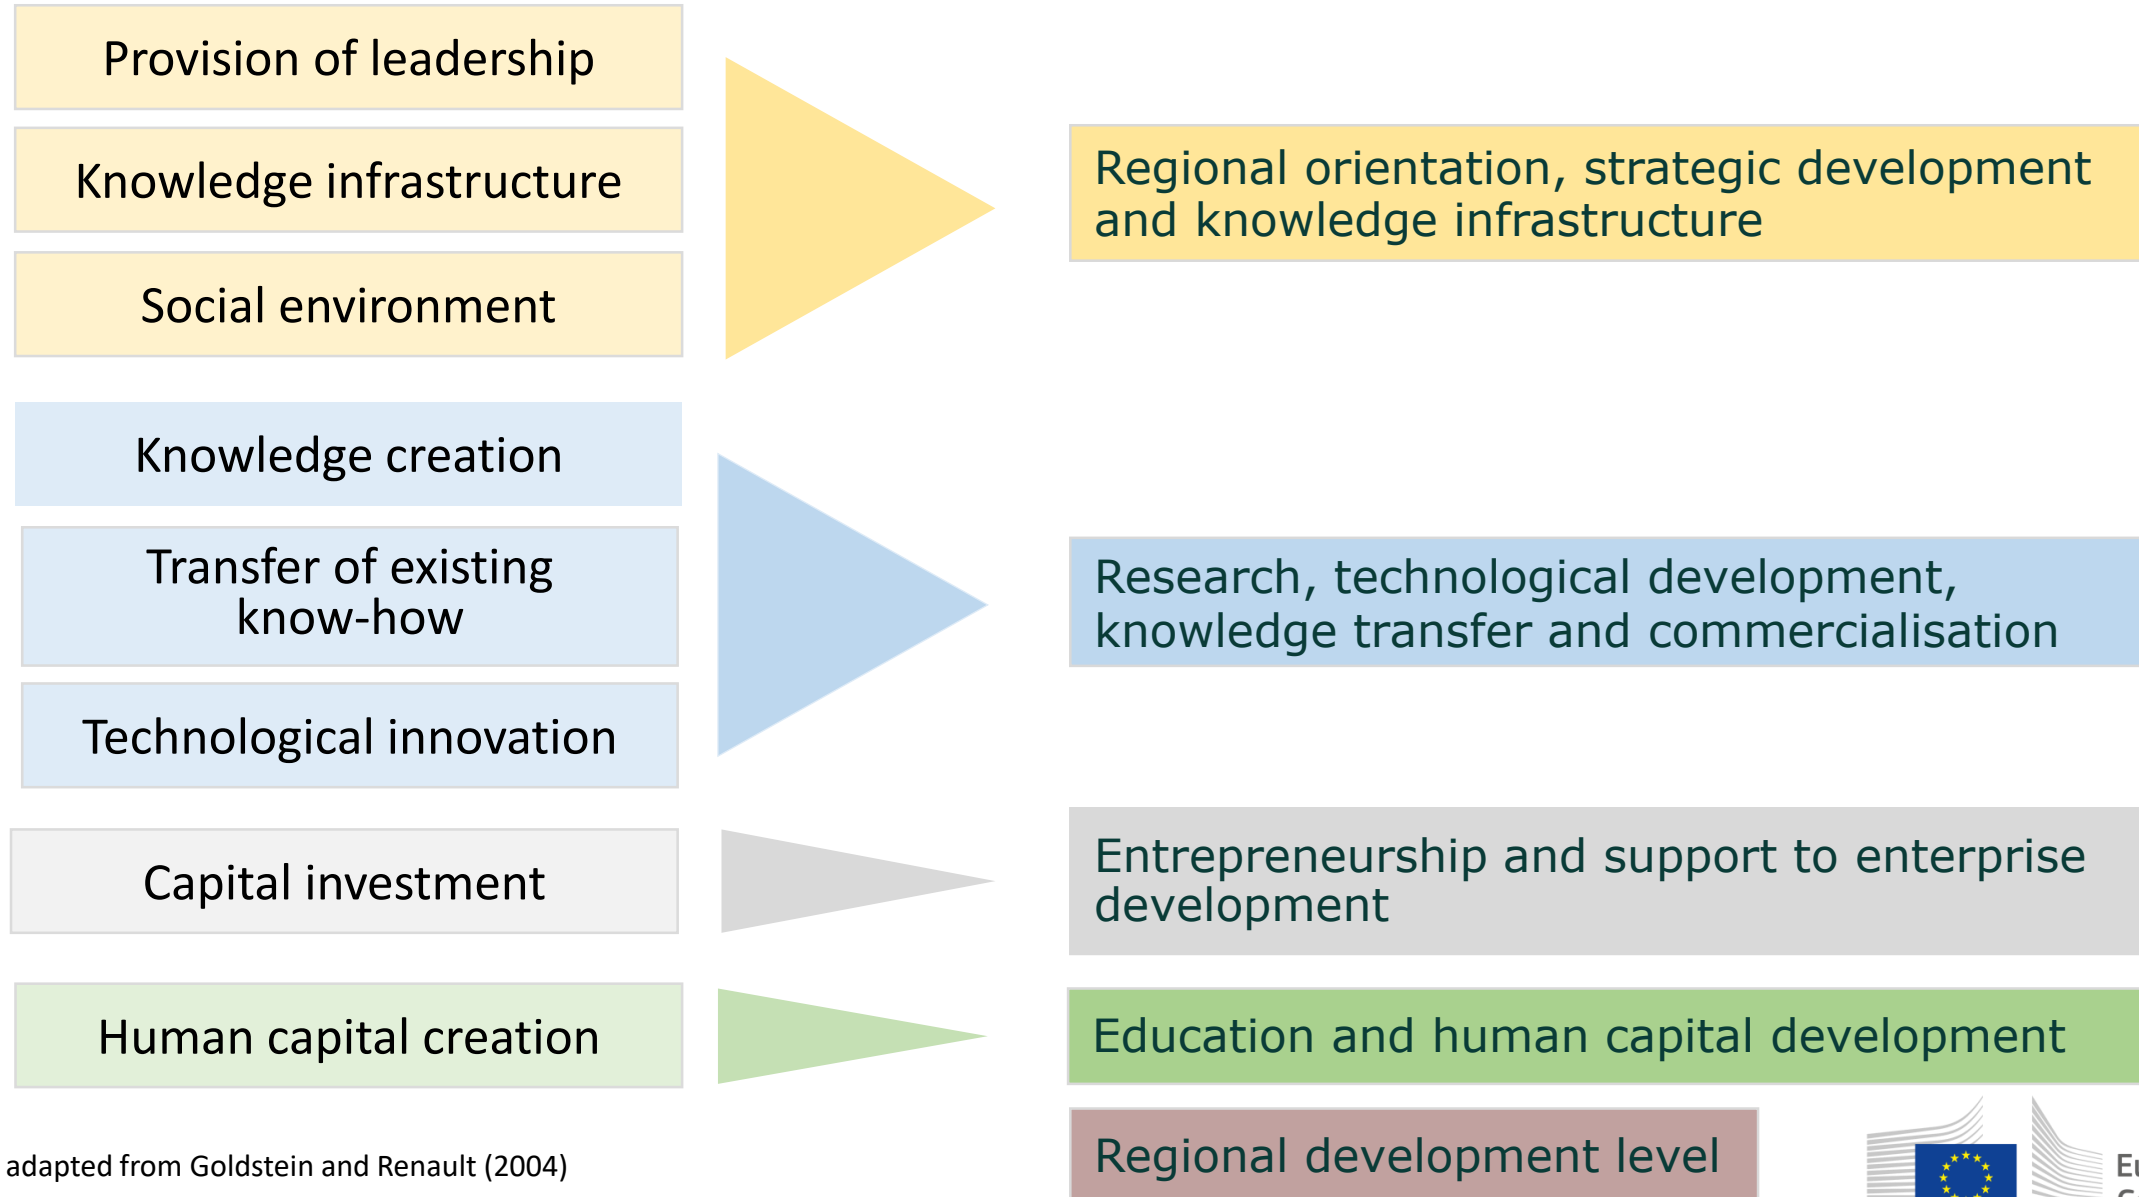 Provision of leadership
Knowledge infrastructure
Social environment
Regional orientation, strategic development
and knowledge infrastructure
Knowledge creation
Transfer of existing
know-how
Technological innovation
Research, technological development,
knowledge transfer and commercialisation
Capital investment
Entrepreneurship and support to enterprise
development
Human capital creation
Education and human capital development
Regional development level
adapted from Goldstein and Renault (2004)